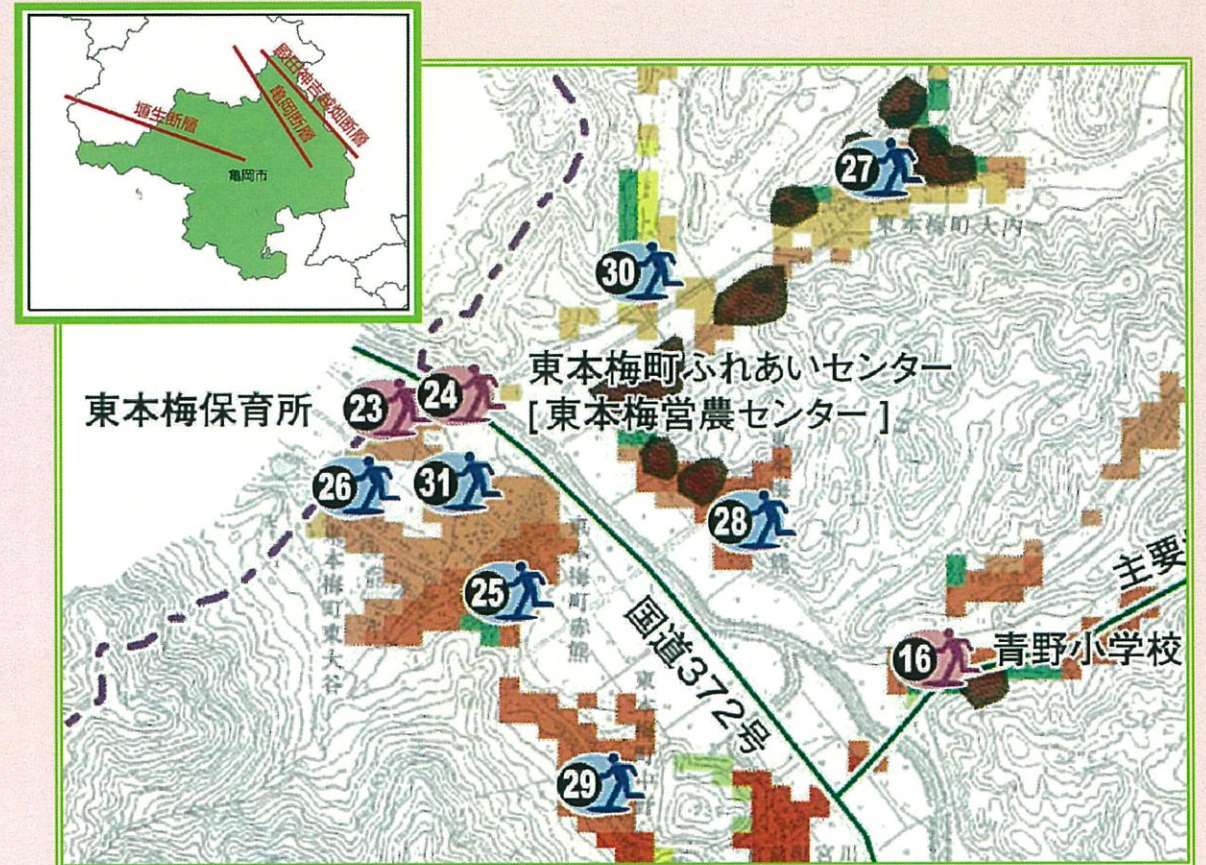 殿田神吉越畑断層
亀岡断層
埴生断層
亀岡市
27
東本梅町大内
30
東本梅町ふれあいセンター
[東本梅営農センター]
東本梅保育所
23
24
26
31
28
25
東本梅町赤熊
東本梅町東大谷
国道372号
主要
16
青野小学校
29